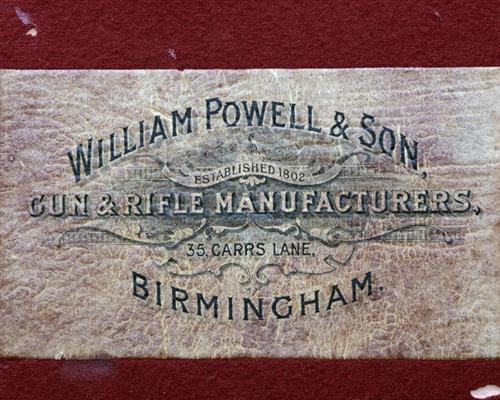 WILLIAM POWELL & SON,
ESTABLISHED 1802
GUN & RIFLE MANUFACTURERS,
35, CARRS LANE,
BIRMINGHAM.